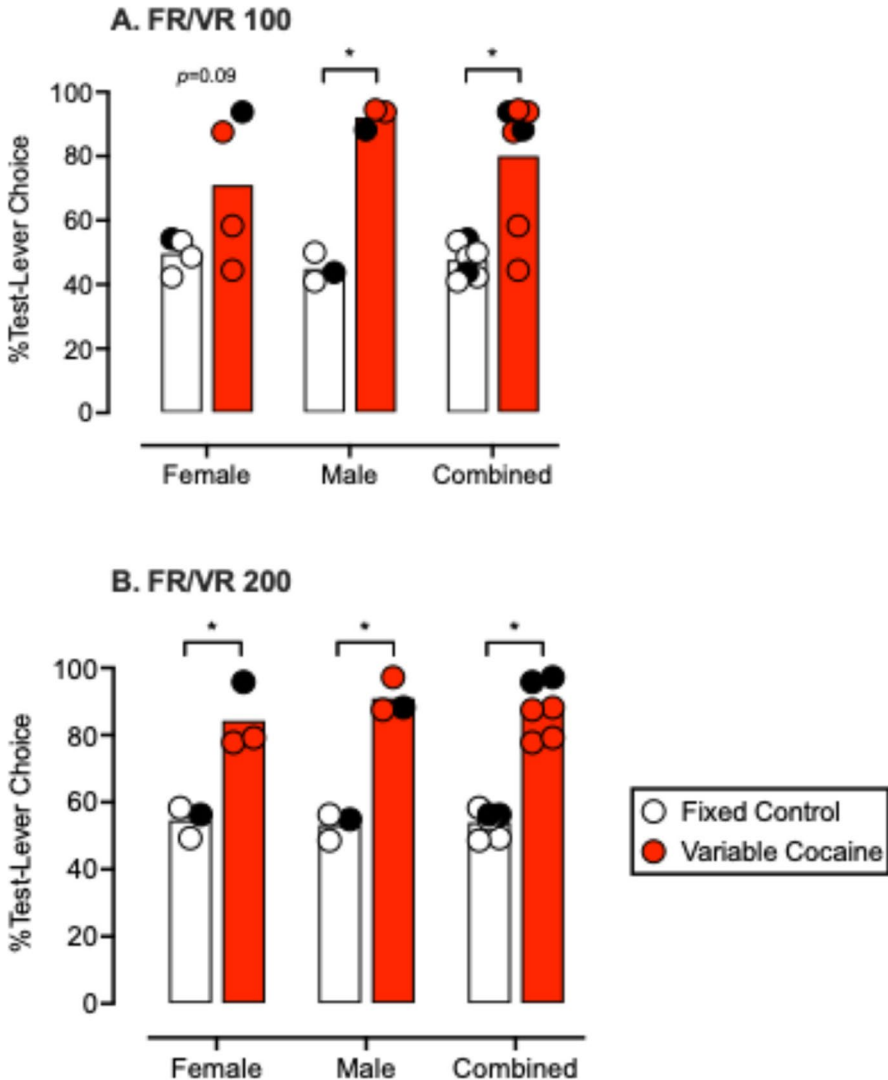 A. FR/VR 100
p=0.09
*
*
%Test-Lever Choice
100
80
60
40
20
0
Female
Male
Combined
B. FR/VR 200
*
*
*
%Test-Lever Choice
100
80
60
40
20
0
Female
Male
Combined
Fixed Control
Variable Cocaine